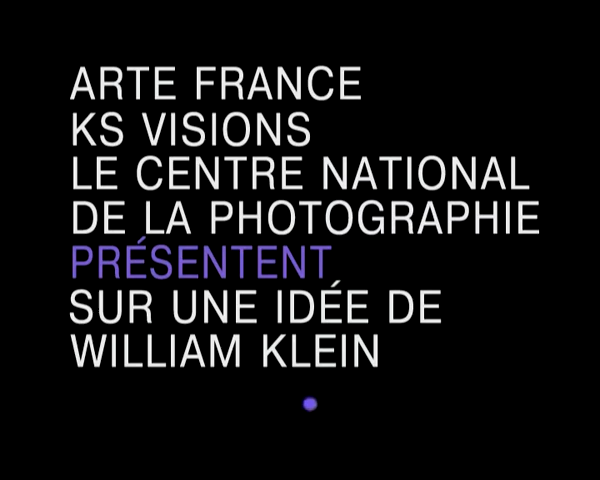 ARTE FRANCE
KS VISIONS
LE CENTRE NATIONAL
DE LA PHOTOGRAPHIE
PRÉSENTENT
SUR UNE IDÉE DE
WILLIAM KLEIN